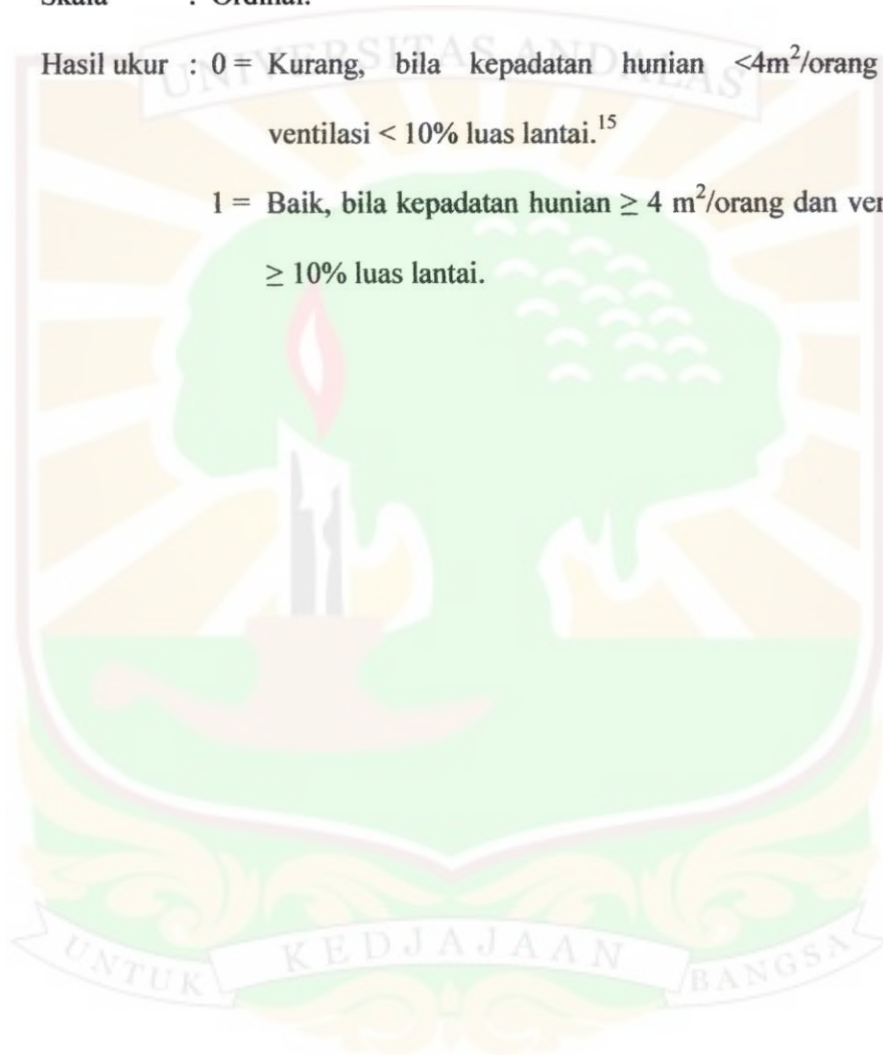 Skala : Ordinal.
UNIVERSITAS ANDALAS
Hasil ukur : 0 = Kurang, bila kepadatan hunian <4m²/orang
ventilasi < 10% luas lantai.¹⁵
1 = Baik, bila kepadatan hunian ≥ 4 m²/orang dan
≥ 10% luas lantai.
UNTUK KEDJAJAAN BANGSA